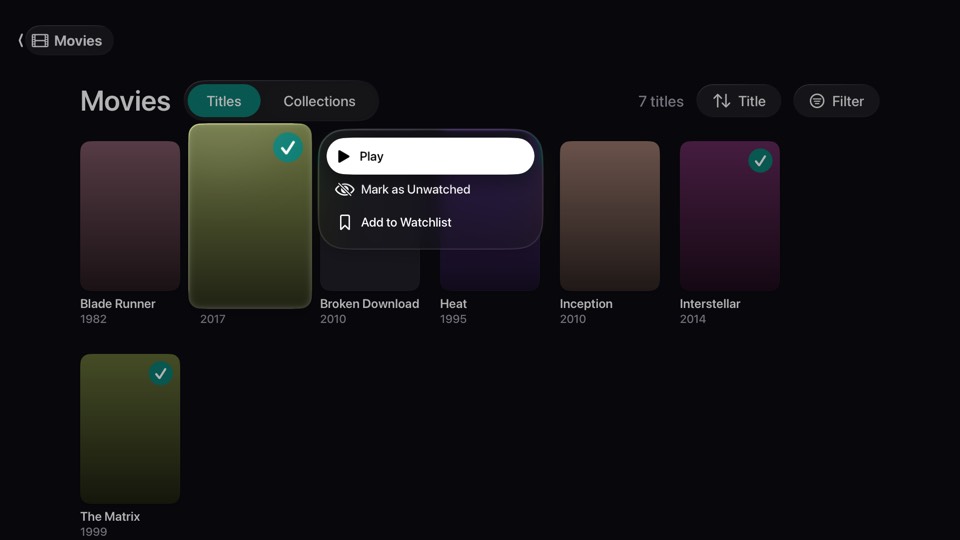 Movies
Movies
Titles
Collections
7 titles
Title
Filter
Play
Mark as Unwatched
Add to Watchlist
Blade Runner
1982
2017
Broken Download
2010
Heat
1995
Inception
2010
Interstellar
2014
The Matrix
1999